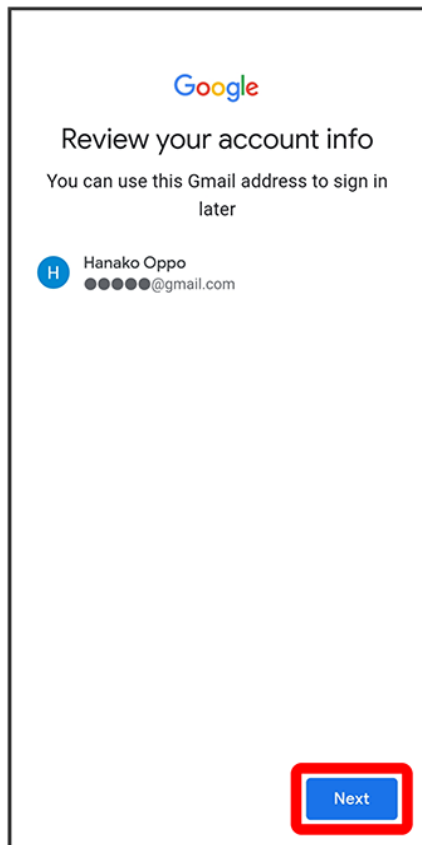 Google
Review your account info
You can use this Gmail address to sign in
later
H
Hanako Oppo
●●●●●@gmail.com
Next